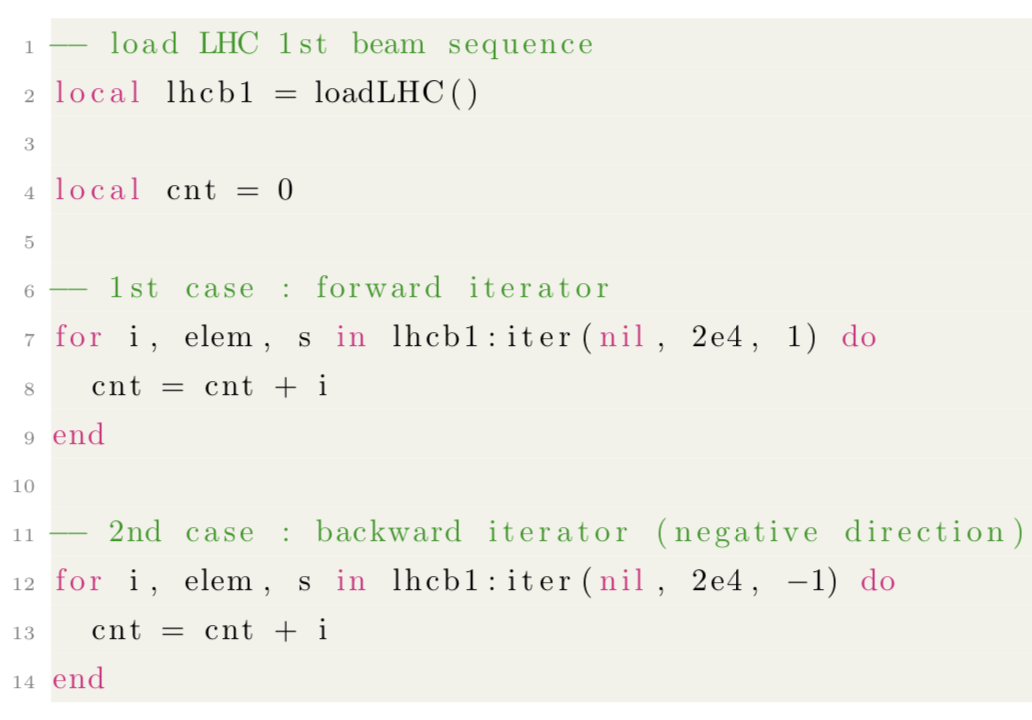 1 -- load LHC 1st beam sequence
2 local lhcb1 = loadLHC()
3
4 local cnt = 0
5
6 -- 1st case : forward iterator
7 for i, elem, s in lhcb1:iter(nil, 2e4, 1) do
8   cnt = cnt + i
9 end
10
11 -- 2nd case : backward iterator (negative direction)
12 for i, elem, s in lhcb1:iter(nil, 2e4, −1) do
13   cnt = cnt + i
14 end